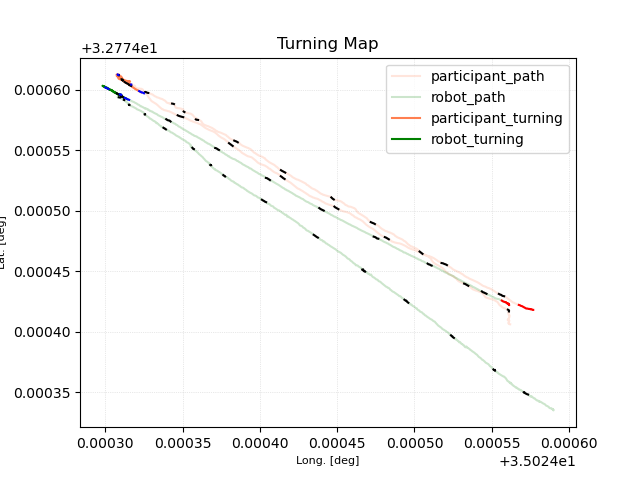 Turning Map
+3.2774e1
participant_path
robot_path
participant_turning
robot_turning
0.00060
0.00055
0.00050
0.00045
0.00040
0.00035
Lat. [deg]
0.00030 0.00035 0.00040 0.00045 0.00050 0.00055 0.00060
Long. [deg]
+3.5024e1